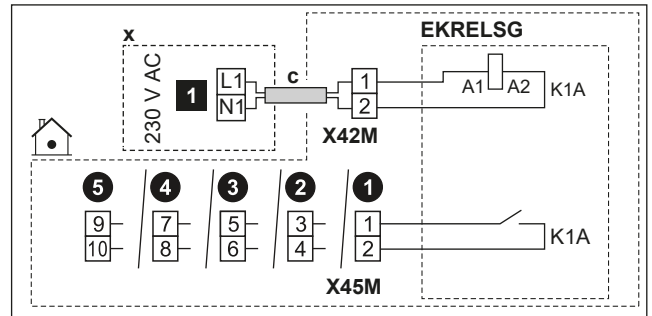 EKRELSG
x
230 V AC
1
L1
N1
c
1
2
X42M
A1 A2
K1A
5 4 3 2 1
9 7 5 3 1
10 8 6 4 2
K1A
X45M